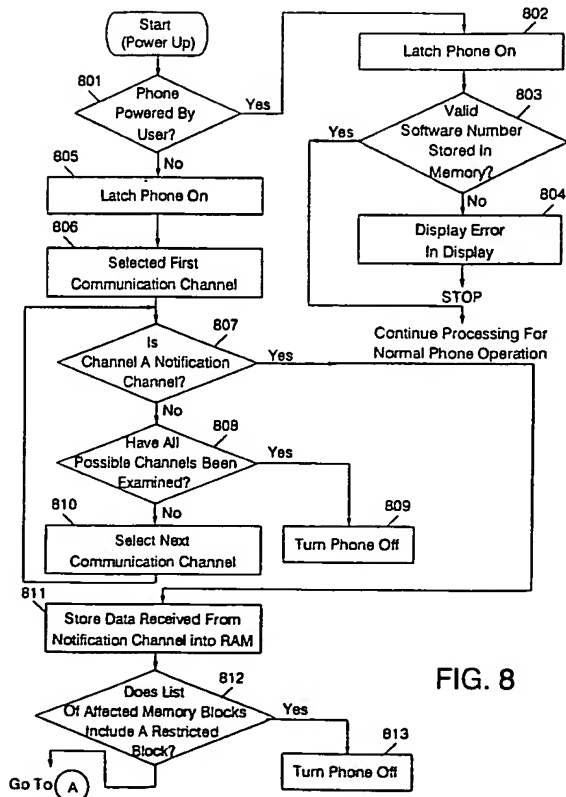 Start
(Power Up)
801
Phone
Powered By
User?
Yes
No
802
Latch Phone On
803
Valid
Software Number
Stored In
Memory?
Yes
No
804
Display Error
In Display
STOP
Continue Processing For
Normal Phone Operation
805
Latch Phone On
806
Selected First
Communication Channel
807
Is
Channel A Notification
Channel?
Yes
No
808
Have All
Possible Channels Been
Examined?
Yes
No
809
Turn Phone Off
810
Select Next
Communication Channel
811
Store Data Received From
Notification Channel into RAM
812
Does List
Of Affected Memory Blocks
Include A Restricted
Block?
Yes
813
Turn Phone Off
Go To A
FIG. 8